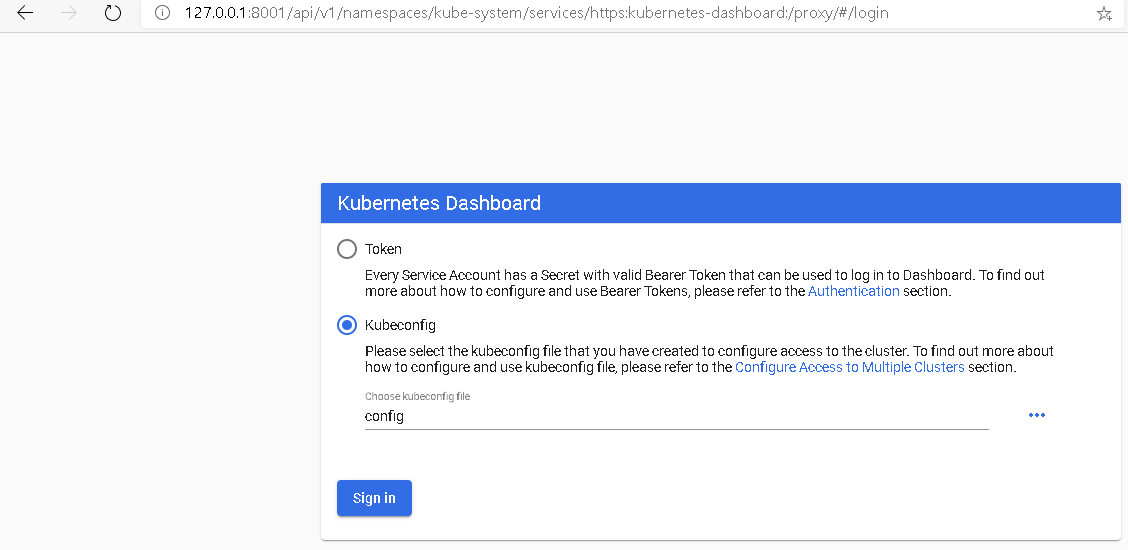 127.0.0.1:8001/api/v1/namespaces/kube-system/services/https:kubernetes-dashboard:/proxy/#/login
Kubernetes Dashboard
Token
Every Service Account has a Secret with valid Bearer Token that can be used to log in to Dashboard. To find out
more about how to configure and use Bearer Tokens, please refer to the Authentication section.
Kubeconfig
Please select the kubeconfig file that you have created to configure access to the cluster. To find out more about
how to configure and use kubeconfig file, please refer to the Configure Access to Multiple Clusters section.
Choose kubeconfig file
config
Sign in